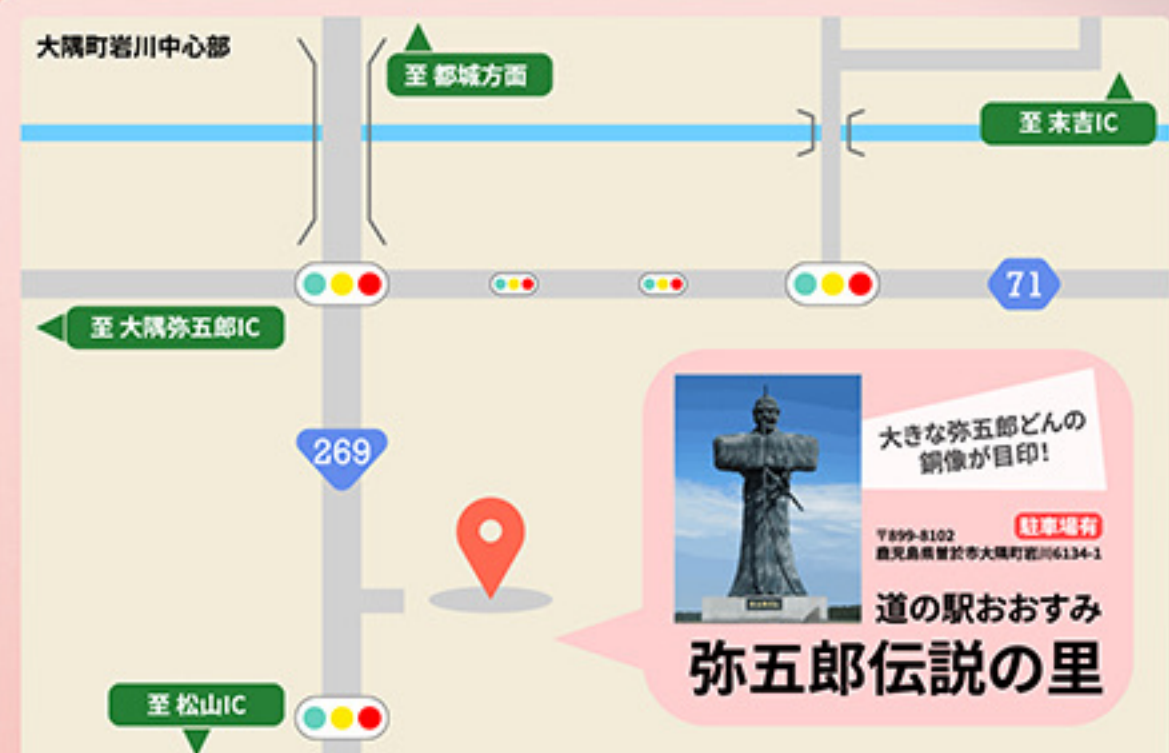 大隅町岩川中心部
至 都城方面
至 末吉IC
71
至 大隅弥五郎IC
269
大きな弥五郎どんの
銅像が目印!
駐車場有
〒899-8102
鹿児島県曽於市大隅町岩川6134-1
道の駅おおすみ
弥五郎伝説の里
至 松山IC